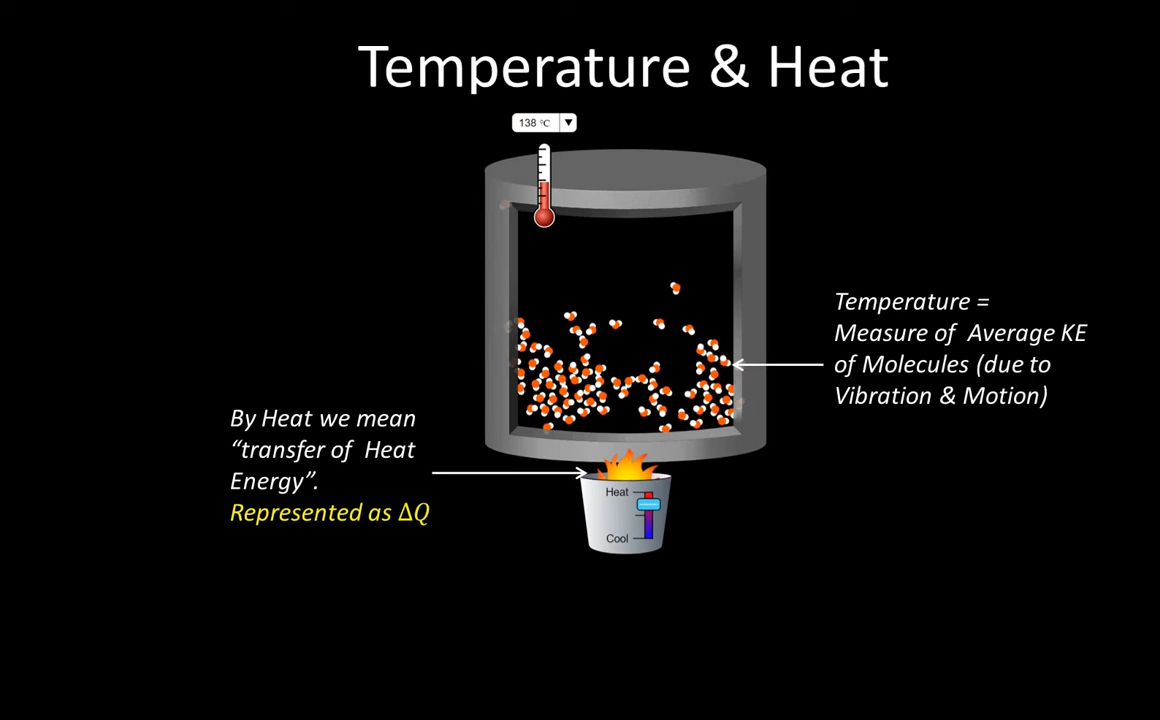 Temperature & Heat
138 °C
Temperature =
Measure of Average KE
of Molecules (due to
Vibration & Motion)
By Heat we mean
“transfer of Heat
Energy”.
Represented as ΔQ
Heat
Cool